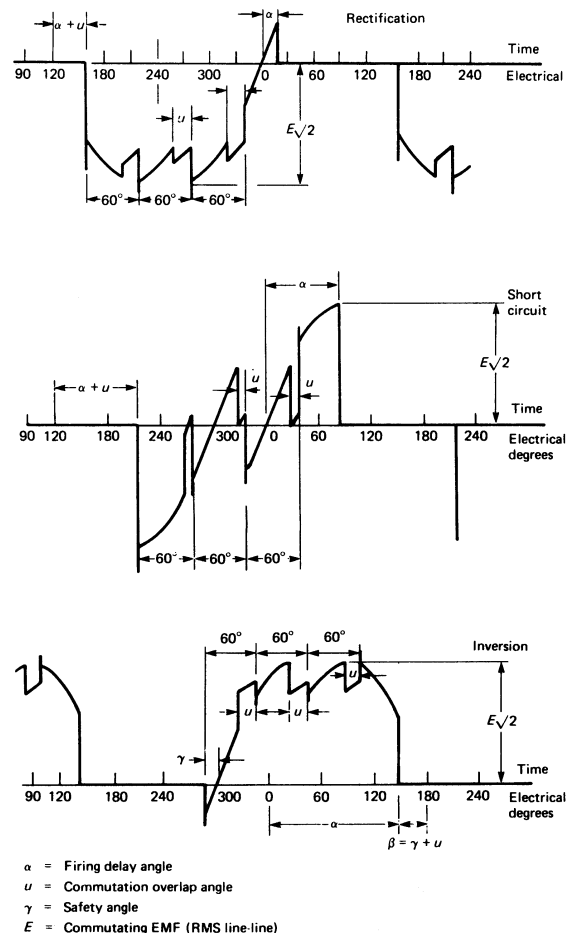 α + u
α
Rectification
Time
90 120 180 240 300 0 60 120 180 240 Electrical
u
E√2
60° 60° 60°
α
Short
circuit
E√2
u
u
α + u
Time
90 120 180 240 300 0 60 120 180 240 Electrical
degrees
60° 60° 60°
60° 60° 60°
Inversion
u
E√2
u u
γ
Time
90 120 180 240 300 0 60 120 180 240 Electrical
degrees
α
β = γ + u
α = Firing delay angle
u = Commutation overlap angle
γ = Safety angle
E = Commutating EMF (RMS line-line)